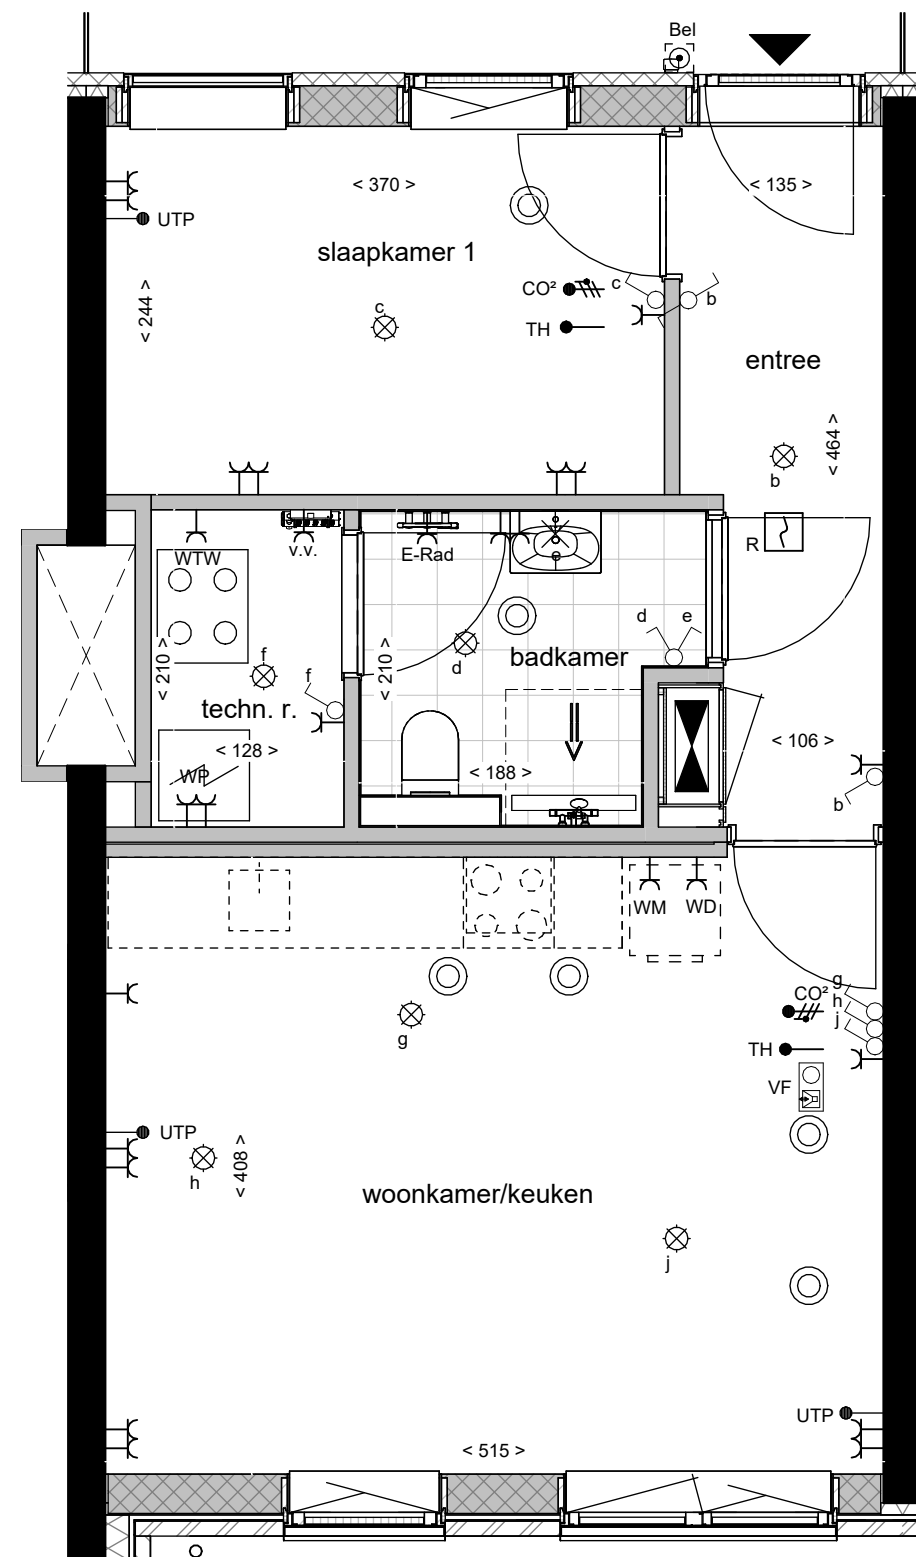 Bel
< 370 >
< 135 >
UTP
slaapkamer 1
CO²
c
b
< 244 >
c
TH
entree
< 464 >
b
WTW
v.v.
E-Rad
R
d
e
< 210 >
f
d
badkamer
< 210 >
f
techn. r.
< 128 >
WP
< 188 >
< 106 >
b
WM
WD
g
CO²
h
j
g
TH
VF
UTP
< 408 >
h
woonkamer/keuken
j
UTP
< 515 >